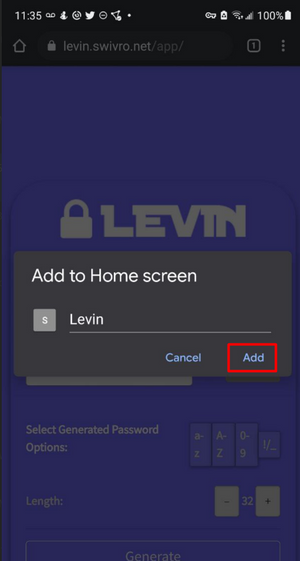 11:35 100%
levin.swivro.net/app/ 1
LEVIN
Add to Home screen
s Levin
Cancel Add
Select Generated Password
Options:
a-z A-Z 0-9 !/_
Length: - 32 +
Generate